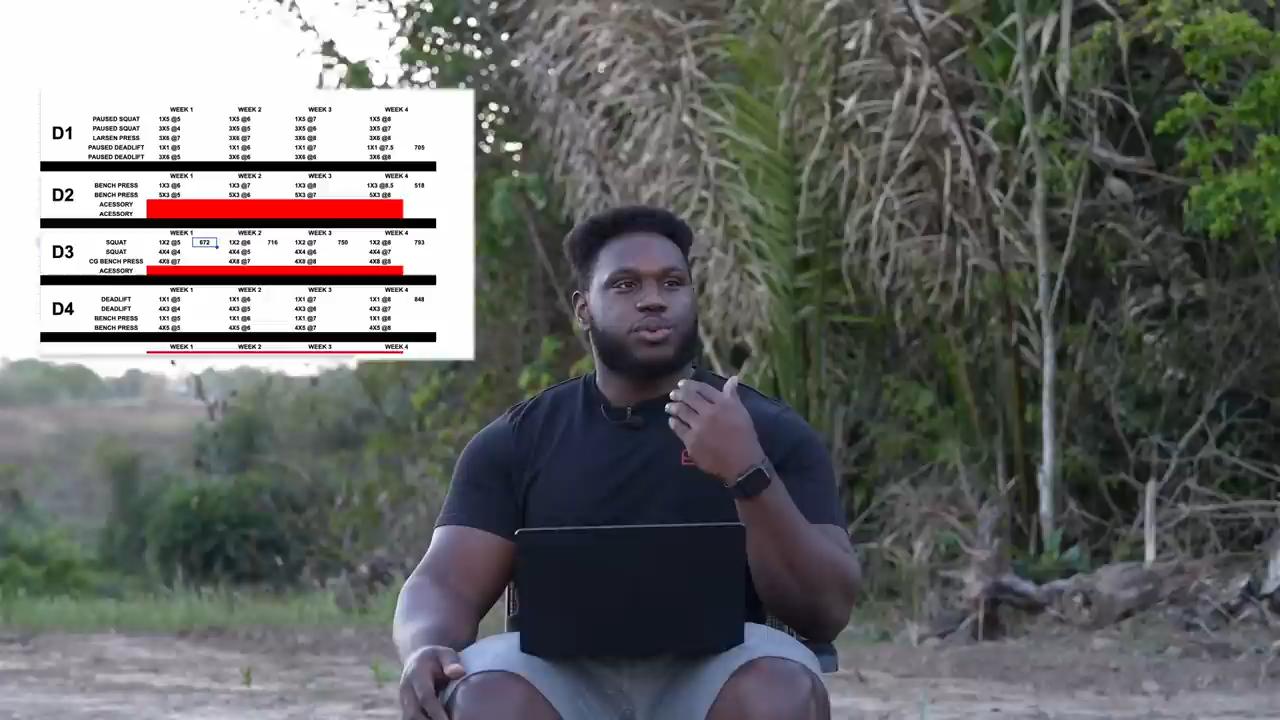 WEEK 1 WEEK 2 WEEK 3 WEEK 4
D1
PAUSED SQUAT 1X5 @5 1X5 @6 1X5 @7 1X5 @8
PAUSED SQUAT 3X5 @4 3X5 @5 3X5 @6 3X5 @7
LARSEN PRESS 3X6 @6 3X6 @7 3X6 @8 3X6 @8
PAUSED DEADLIFT 1X1 @5 1X1 @6 1X1 @7 1X1 @7.5 705
PAUSED DEADLIFT 3X6 @5 3X6 @6 3X6 @6 3X6 @8
WEEK 1 WEEK 2 WEEK 3 WEEK 4
D2
BENCH PRESS 1X3 @6 1X3 @7 1X3 @8 1X3 @8.5 518
BENCH PRESS 5X3 @5 5X3 @6 5X3 @7 5X3 @8
ACESSORY
ACESSORY
WEEK 1 WEEK 2 WEEK 3 WEEK 4
D3
SQUAT 1X2 @5 672 1X2 @6 716 1X2 @7 750 1X2 @8 793
SQUAT 4X4 @4 4X4 @5 4X4 @6 4X4 @7
CG BENCH PRESS 4X8 @7 4X8 @7 4X8 @8 4X8 @8
ACESSORY
WEEK 1 WEEK 2 WEEK 3 WEEK 4
D4
DEADLIFT 1X1 @5 1X1 @6 1X1 @7 1X1 @8 848
DEADLIFT 4X3 @4 4X3 @5 4X3 @6 4X3 @7
BENCH PRESS 1X1 @5 1X1 @6 1X1 @7 1X1 @8
BENCH PRESS 4X5 @5 4X5 @6 4X5 @7 4X5 @8
WEEK 1 WEEK 2 WEEK 3 WEEK 4